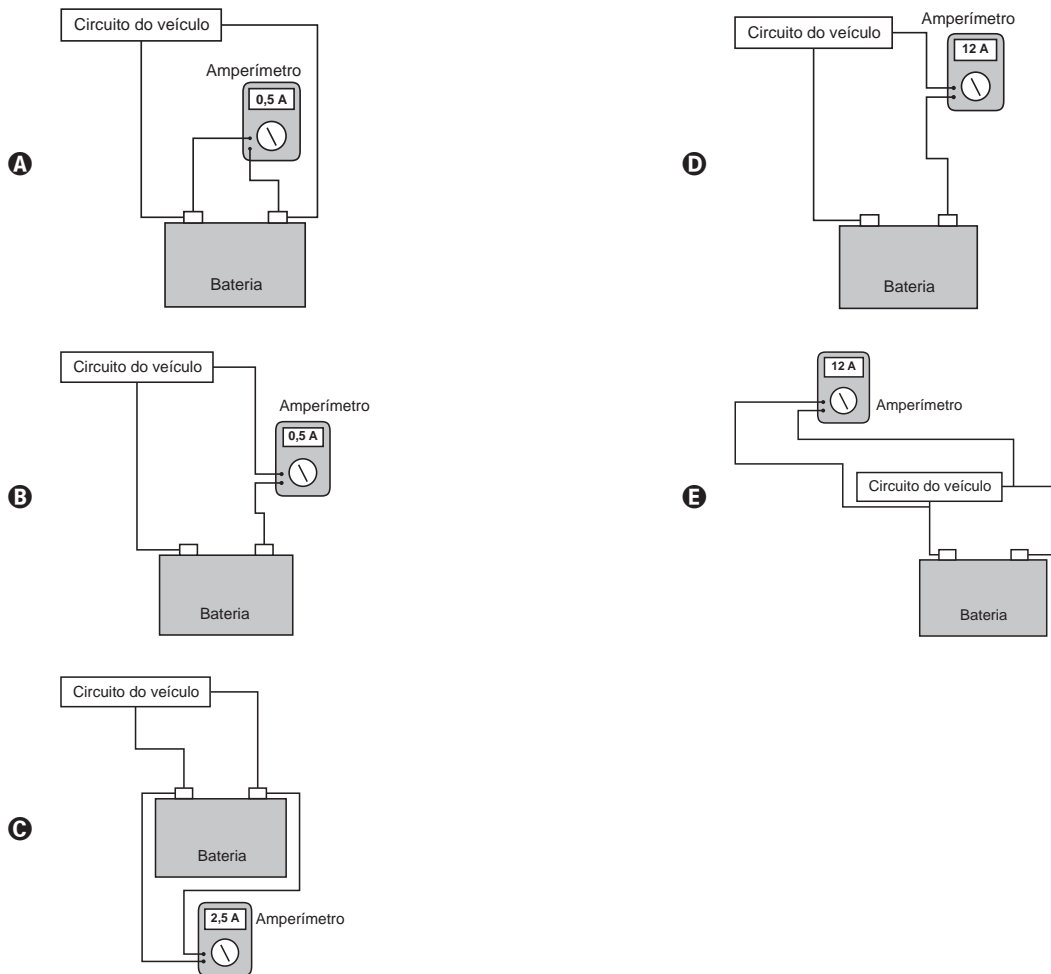 Circuito do veículo
Amperímetro
0,5 A
A
Bateria
Circuito do veículo
Amperímetro
0,5 A
B
Bateria
Circuito do veículo
C
Bateria
2,5 A
Amperímetro
Amperímetro
Circuito do veículo
12 A
D
Bateria
12 A
Amperímetro
E
Circuito do veículo
Bateria